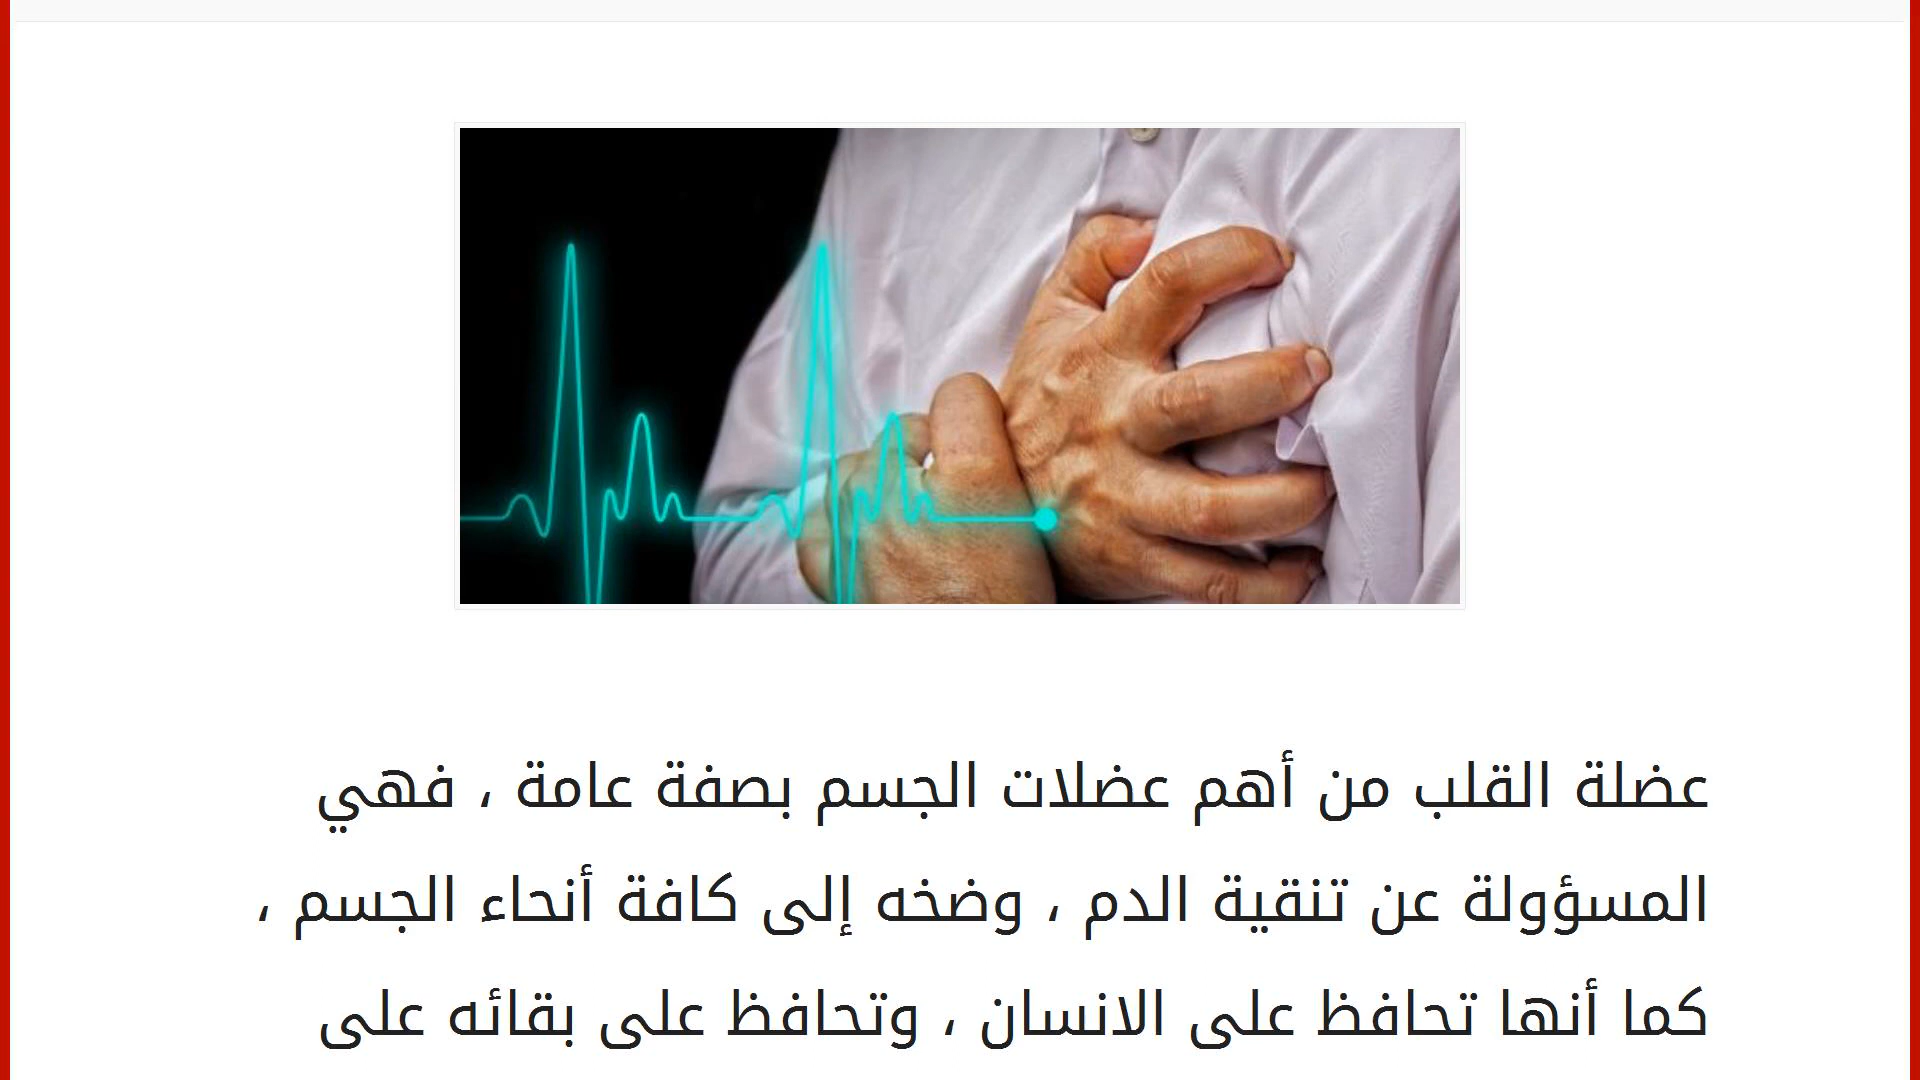 عضلة القلب من أهم عضلات الجسم بصفة عامة ، فهي
المسؤولة عن تنقية الدم ، وضخه إلى كافة أنحاء الجسم ،
كما أنها تحافظ على الانسان ، وتحافظ على بقائه على